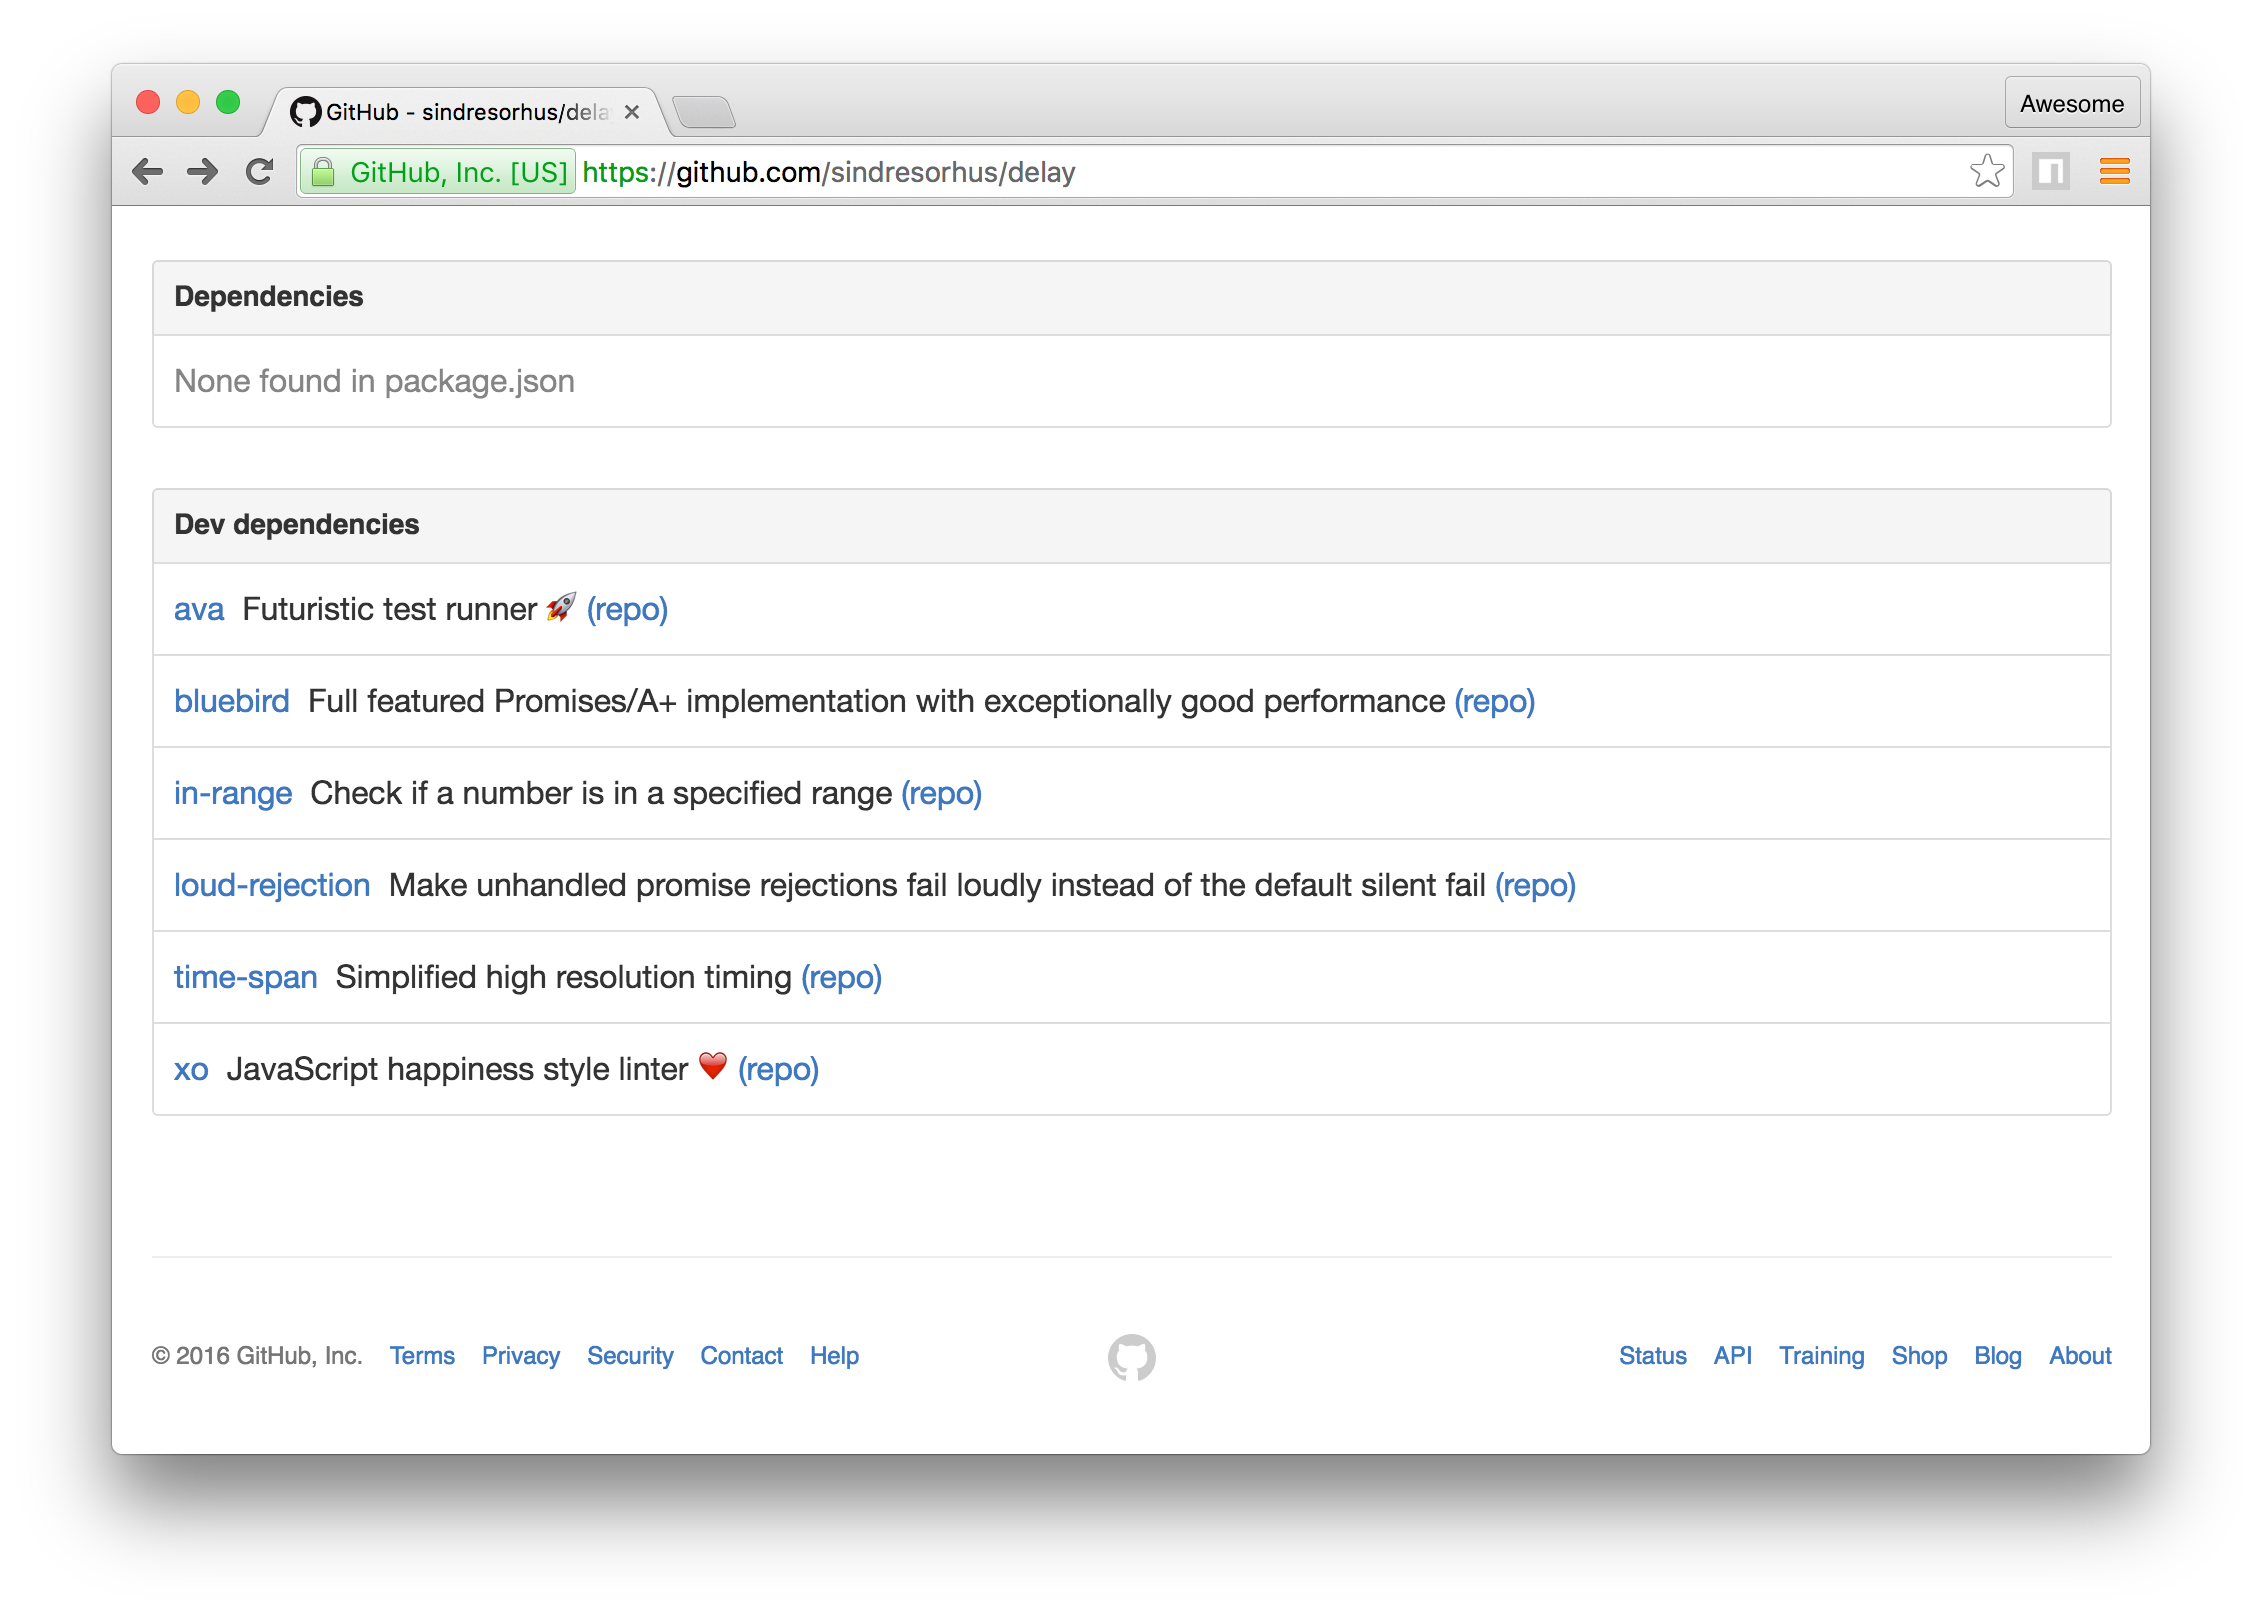 GitHub - sindresorhus/dela
Awesome
GitHub, Inc. [US] https://github.com/sindresorhus/delay
Dependencies
None found in package.json
Dev dependencies
ava Futuristic test runner 🚀 (repo)
bluebird Full featured Promises/A+ implementation with exceptionally good performance (repo)
in-range Check if a number is in a specified range (repo)
loud-rejection Make unhandled promise rejections fail loudly instead of the default silent fail (repo)
time-span Simplified high resolution timing (repo)
xo JavaScript happiness style linter ❤️ (repo)
© 2016 GitHub, Inc. Terms Privacy Security Contact Help Status API Training Shop Blog About